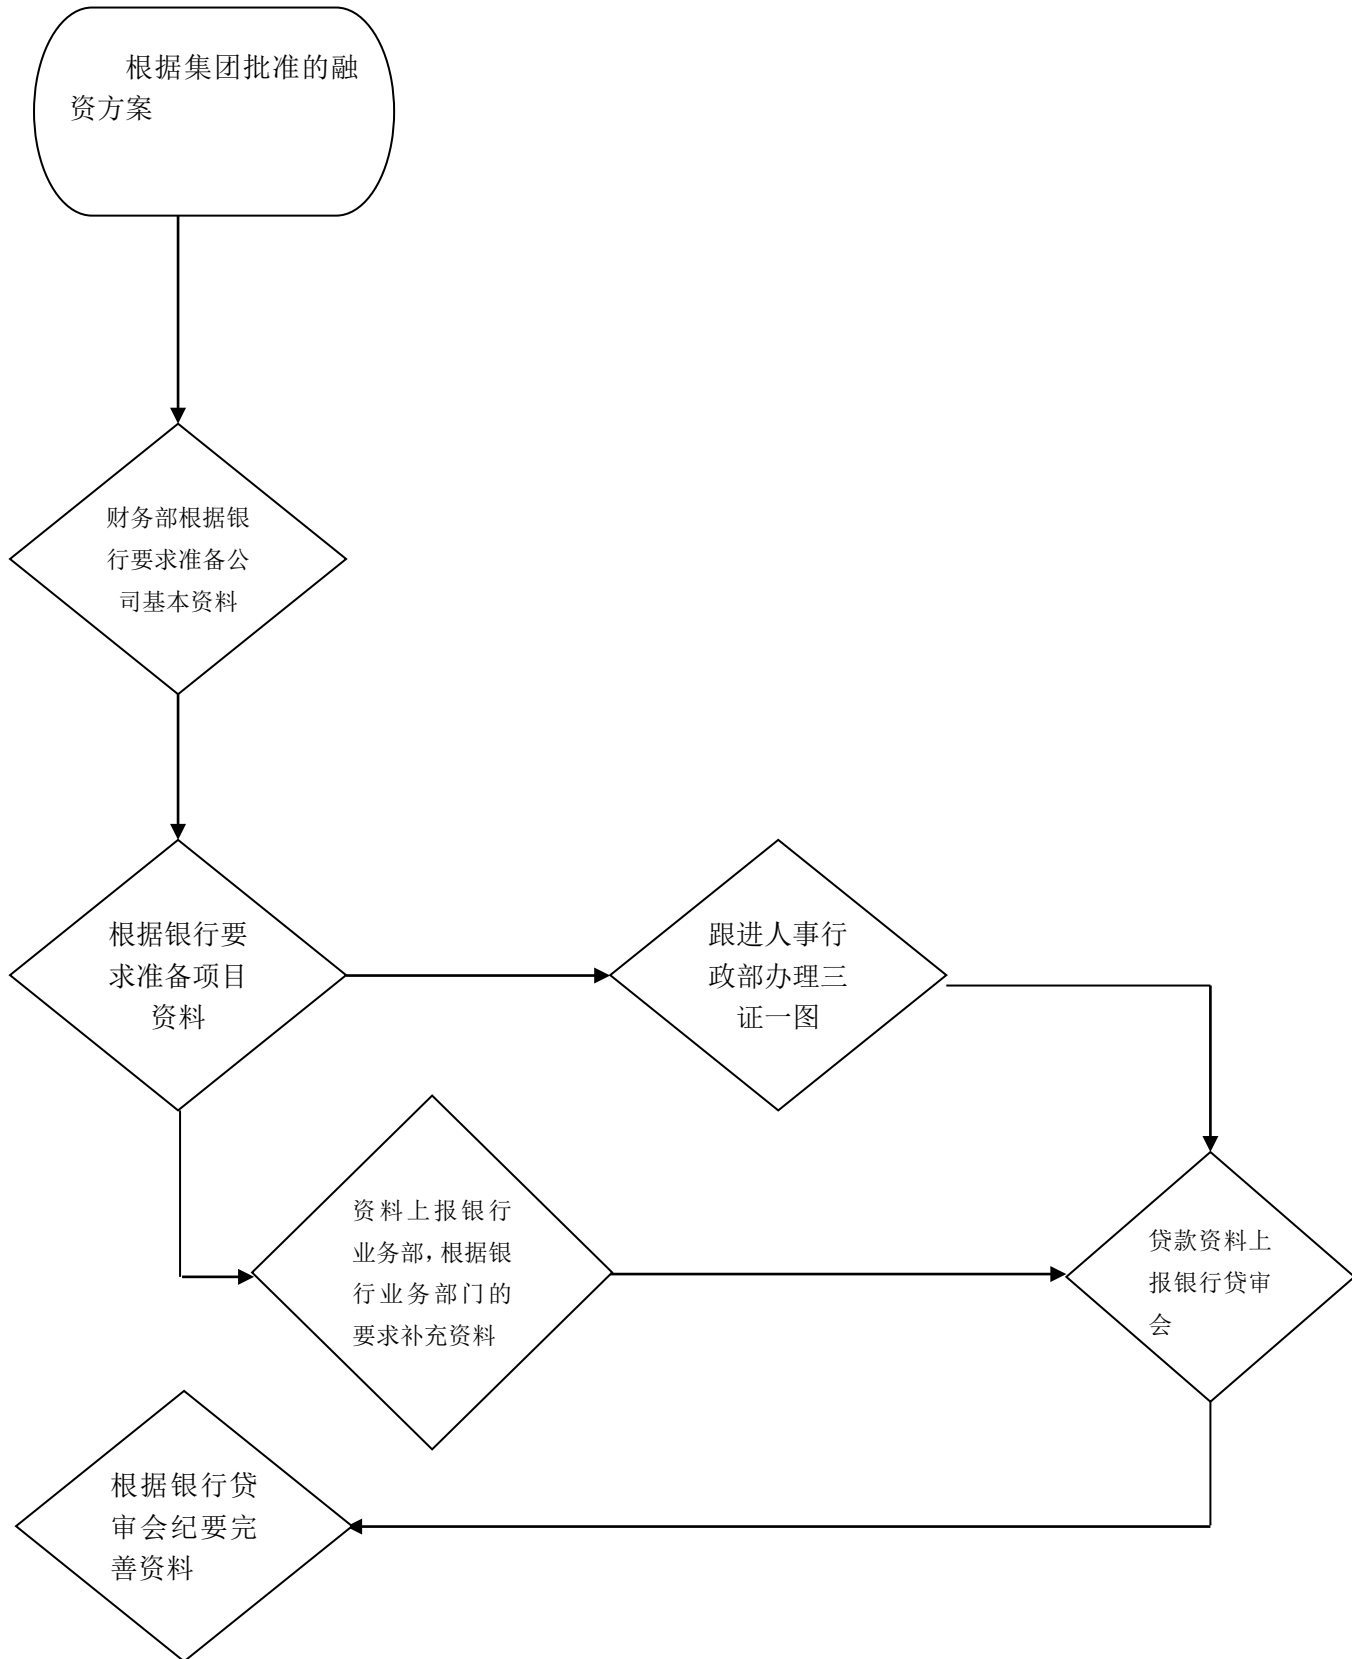 根据集团批准的融
资方案
财务部根据银
行要求准备公
司基本资料
根据银行要
求准备项目
资料
跟进人事行
政部办理三
证一图
资料上报银行
业务部，根据银
行业务部门的
要求补充资料
贷款资料上
报银行贷审
会
根据银行贷
审会纪要完
善资料